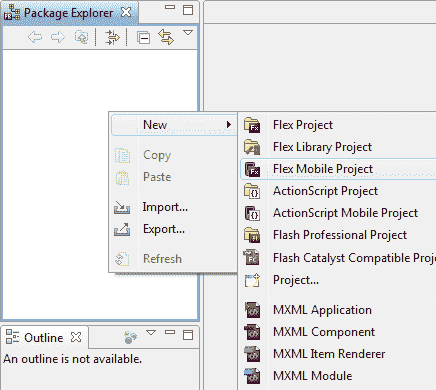 Package Explorer
New
Copy
Paste
Import...
Export...
Refresh
Flex Project
Flex Library Project
Flex Mobile Project
ActionScript Project
ActionScript Mobile Project
Flash Professional Project
Flash Catalyst Compatible Proj
Project...
MXML Application
MXML Component
MXML Item Renderer
MXML Module
Outline
An outline is not available.